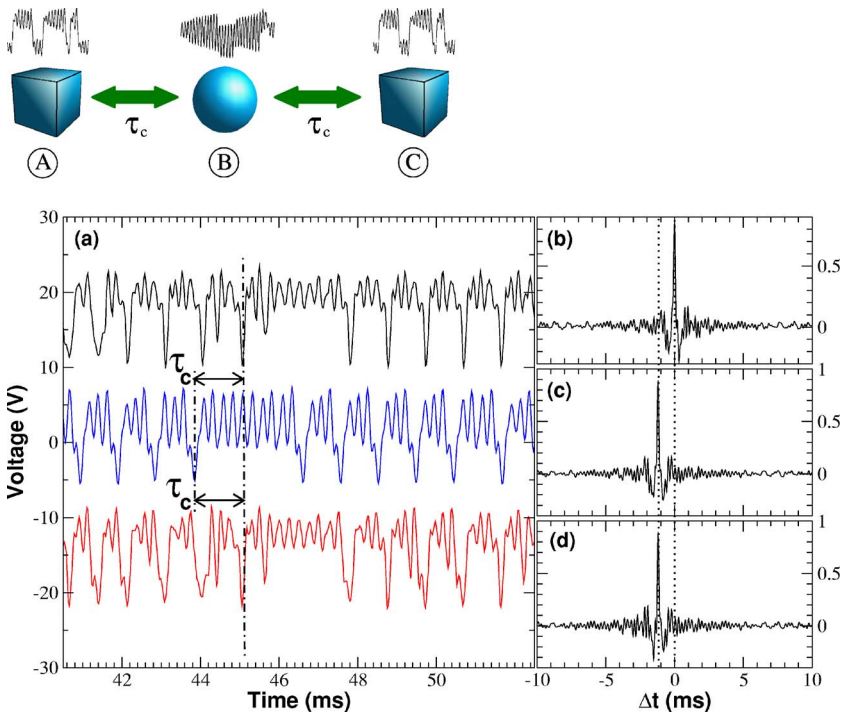 τc τc
A B C
(a)
(b)
(c)
(d)
τc
τc
Voltage (V)
30
20
10
0
-10
-20
-30
42 44 46 48 50
Time (ms)
0.5
0
1
0.5
0
1
0.5
0
-10 -5 0 5 10
Δt (ms)